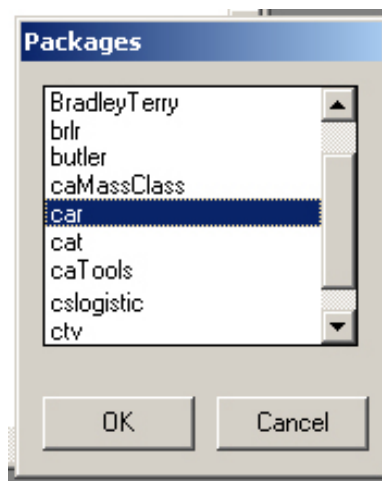 Packages
BradleyTerry
brlr
butler
caMassClass
car
cat
caTools
cslogistic
ctv
OK
Cancel